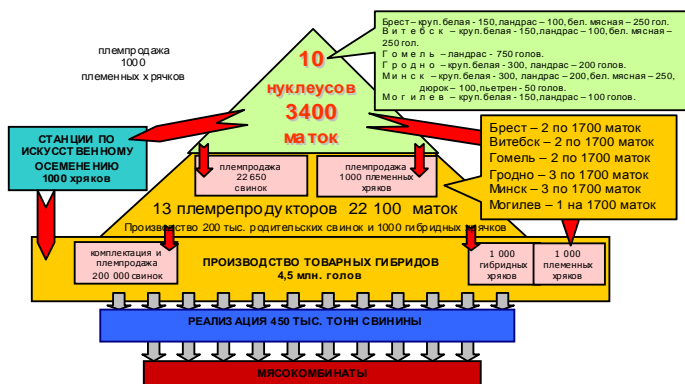 племпродажа
1000
племенных хрячков
Брест – круп.белая - 150, ландрас – 100, бел. мясная – 250 гол.
Витебск – круп.белая - 150, ландрас – 100, бел. мясная –
250 гол.
Гомель – ландрас - 750 голов.
Гродно – круп.белая - 300, ландрас – 200 голов.
Минск – круп.белая - 300, ландрас – 200, бел. мясная – 250,
дюрок – 100, пьетрен - 50 голов.
Могилев – круп.белая - 150, ландрас – 100 голов.
10
нуклеусов
3400
маток
СТАНЦИИ ПО
ИСКУССТВЕННОМУ
ОСЕМЕНЕНИЮ
1000 хряков
Брест – 2 по 1700 маток
Витебск – 2 по 1700 маток
Гомель – 2 по 1700 маток
Гродно – 3 по 1700 маток
Минск – 3 по 1700 маток
Могилев – 1 на 1700 маток
племпродажа
22 650
свинок
племпродажа
1000 племенных
хряков
13 племрепродукторов 22 100 маток
Производство 200 тыс. родительских свинок и 1000 гибридных хрячков
комплектация и
племпродажа
200 000 свинок
ПРОИЗВОДСТВО ТОВАРНЫХ ГИБРИДОВ
4,5 млн. голов
1 000
гибридных
хряков
1 000
племенных
хряков
РЕАЛИЗАЦИЯ 450 ТЫС. ТОНН СВИНИНЫ
МЯСОКОМБИНАТЫ